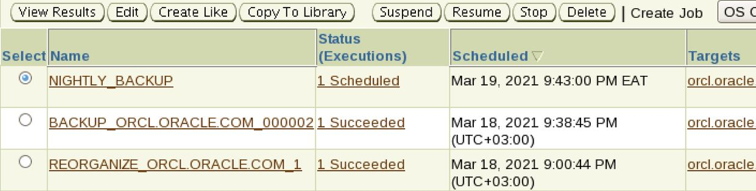 View Results Edit Create Like Copy To Library Suspend Resume Stop Delete | Create Job OS
Status
Select Name (Executions) Scheduled Targets
NIGHTLY_BACKUP 1 Scheduled Mar 19, 2021 9:43:00 PM EAT orcl.oracle
BACKUP_ORCL.ORACLE.COM_000002 1 Succeeded Mar 18, 2021 9:38:45 PM orcl.oracle
(UTC+03:00)
REORGANIZE_ORCL.ORACLE.COM_1 1 Succeeded Mar 18, 2021 9:00:44 PM orcl.oracle
(UTC+03:00)